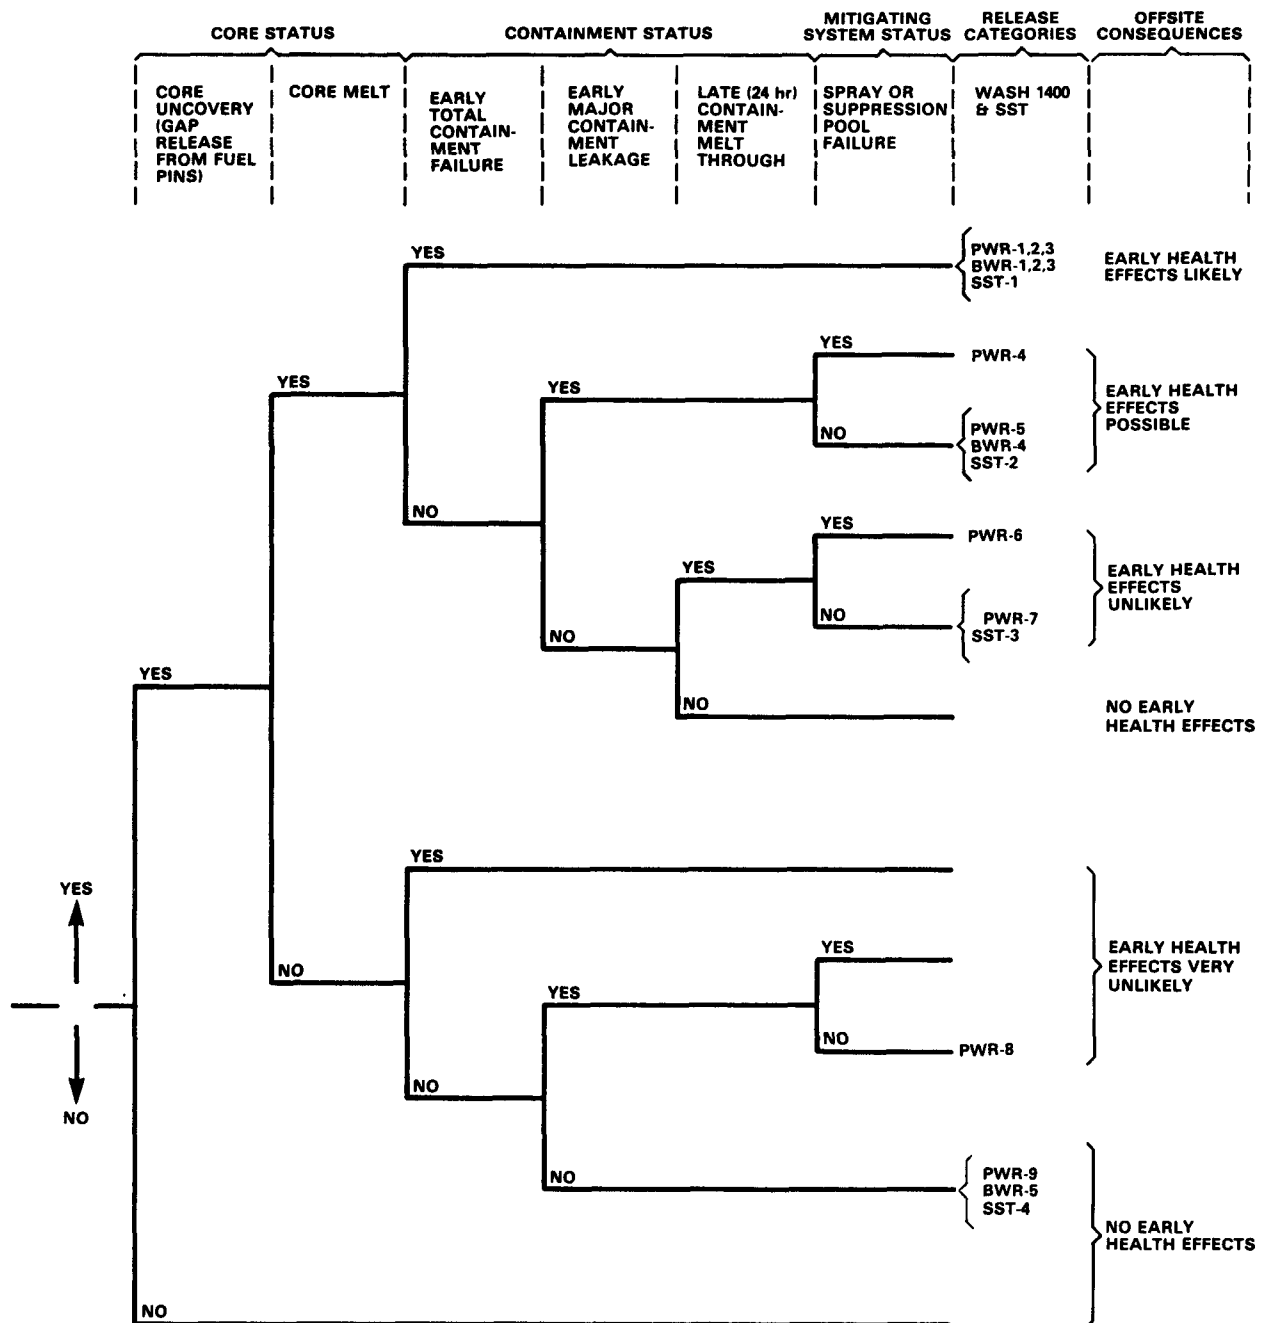 CORE STATUS
CONTAINMENT STATUS
MITIGATING
SYSTEM STATUS
RELEASE
CATEGORIES
OFFSITE
CONSEQUENCES
CORE
UNCOVERY
(GAP
RELEASE
FROM FUEL
PINS)
CORE MELT
EARLY
TOTAL
CONTAIN-
MENT
FAILURE
EARLY
MAJOR
CONTAIN-
MENT
LEAKAGE
LATE (24 hr)
CONTAIN-
MENT
MELT
THROUGH
SPRAY OR
SUPPRESSION
POOL
FAILURE
WASH 1400
& SST
YES
PWR-1,2,3
BWR-1,2,3
SST-1
EARLY HEALTH
EFFECTS LIKELY
YES
PWR-4
YES
YES
EARLY HEALTH
EFFECTS
POSSIBLE
NO
PWR-5
BWR-4
SST-2
NO
YES
PWR-6
YES
EARLY HEALTH
EFFECTS
UNLIKELY
NO
NO
PWR-7
SST-3
YES
NO
NO EARLY
HEALTH EFFECTS
YES
YES
YES
EARLY HEALTH
EFFECTS VERY
UNLIKELY
NO
YES
NO
PWR-8
NO
NO
NO
PWR-9
BWR-5
SST-4
NO EARLY
HEALTH EFFECTS
NO